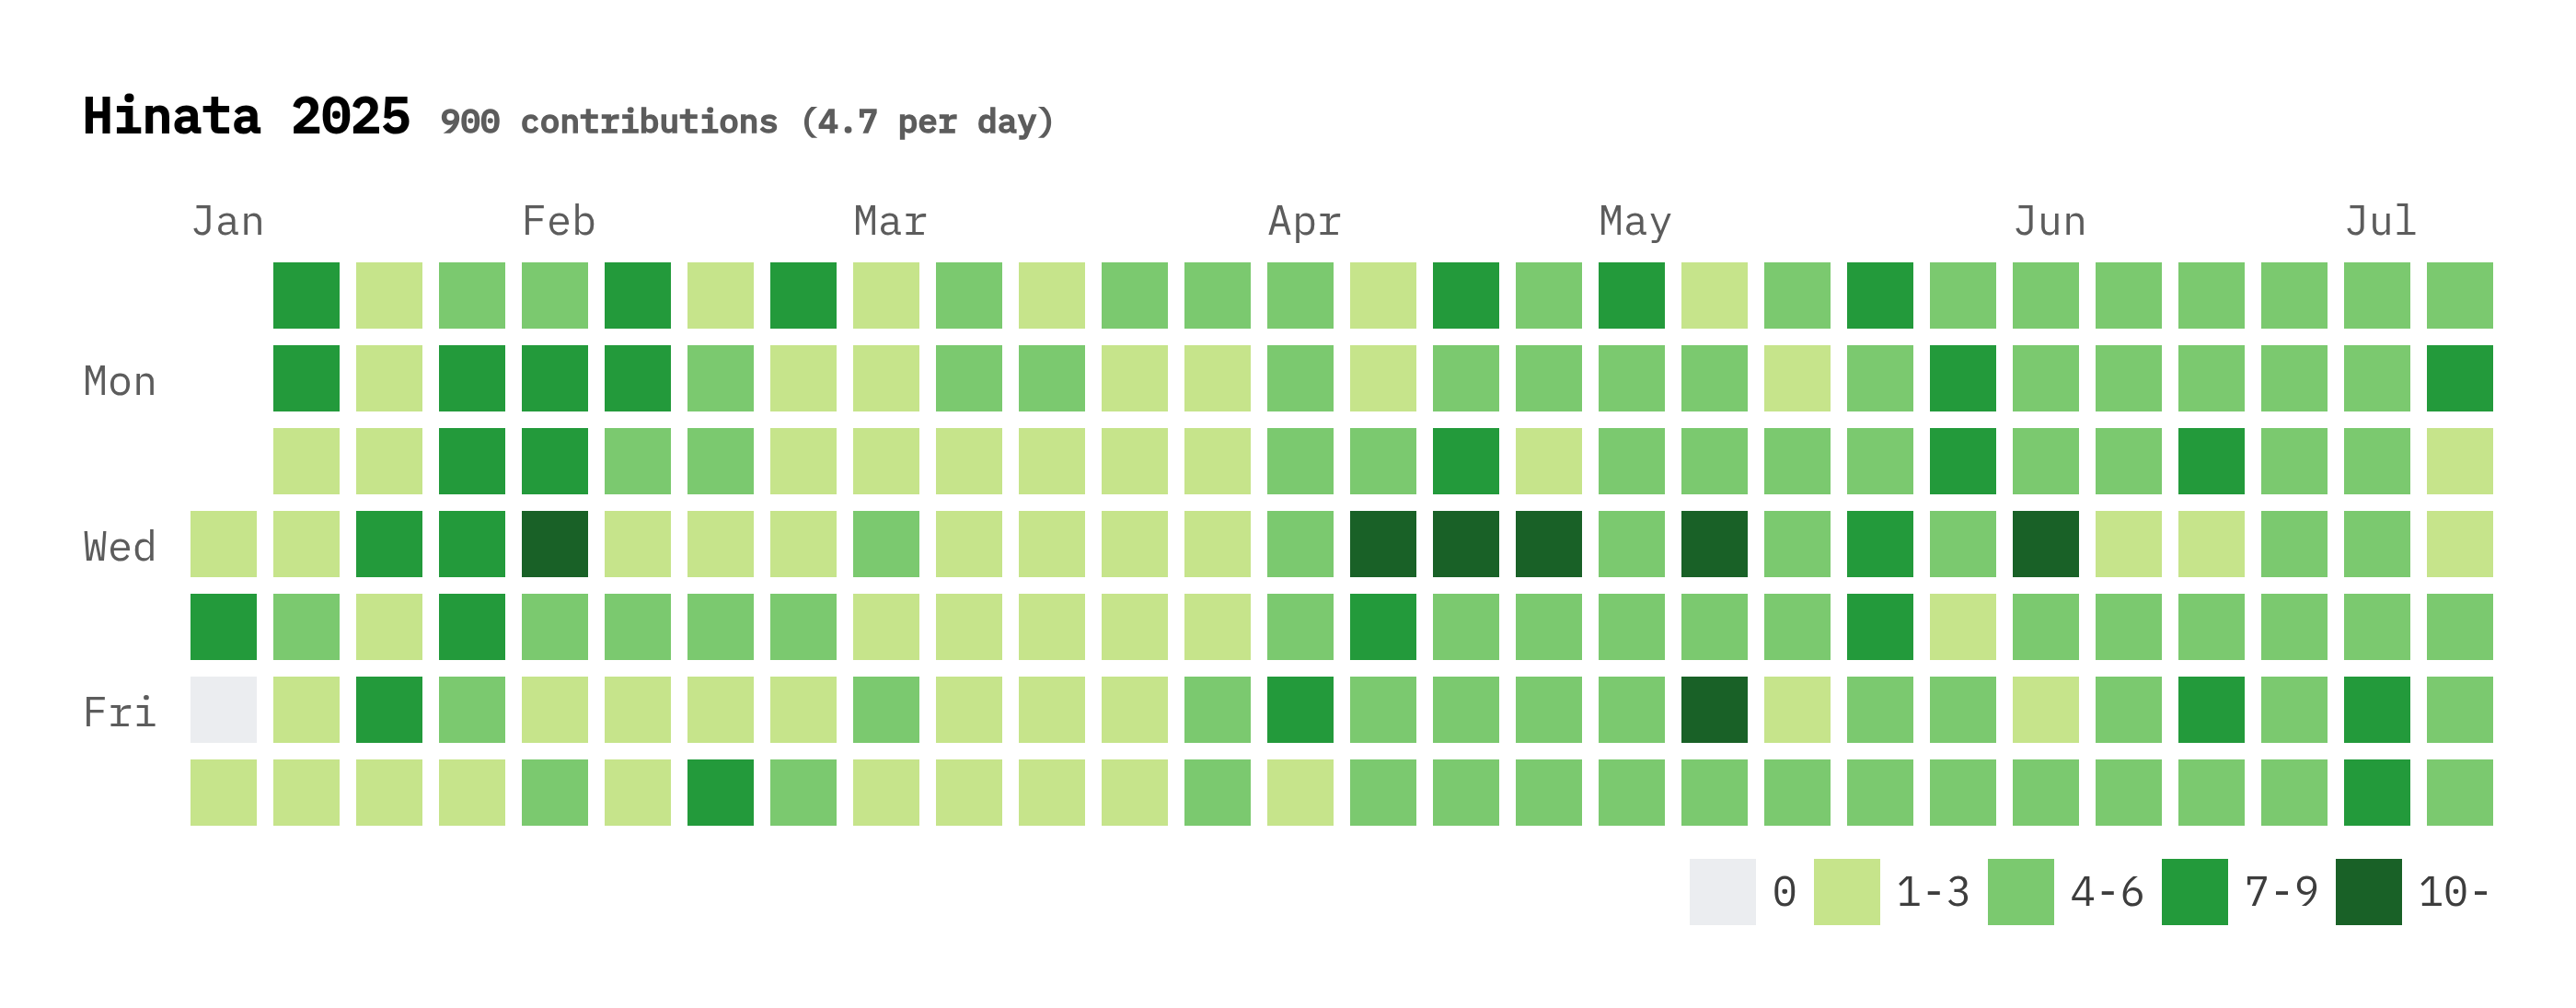 Hinata 2025 900 contributions (4.7 per day)
Jan Feb Mar Apr May Jun Jul
Mon
Wed
Fri
0 1-3 4-6 7-9 10-